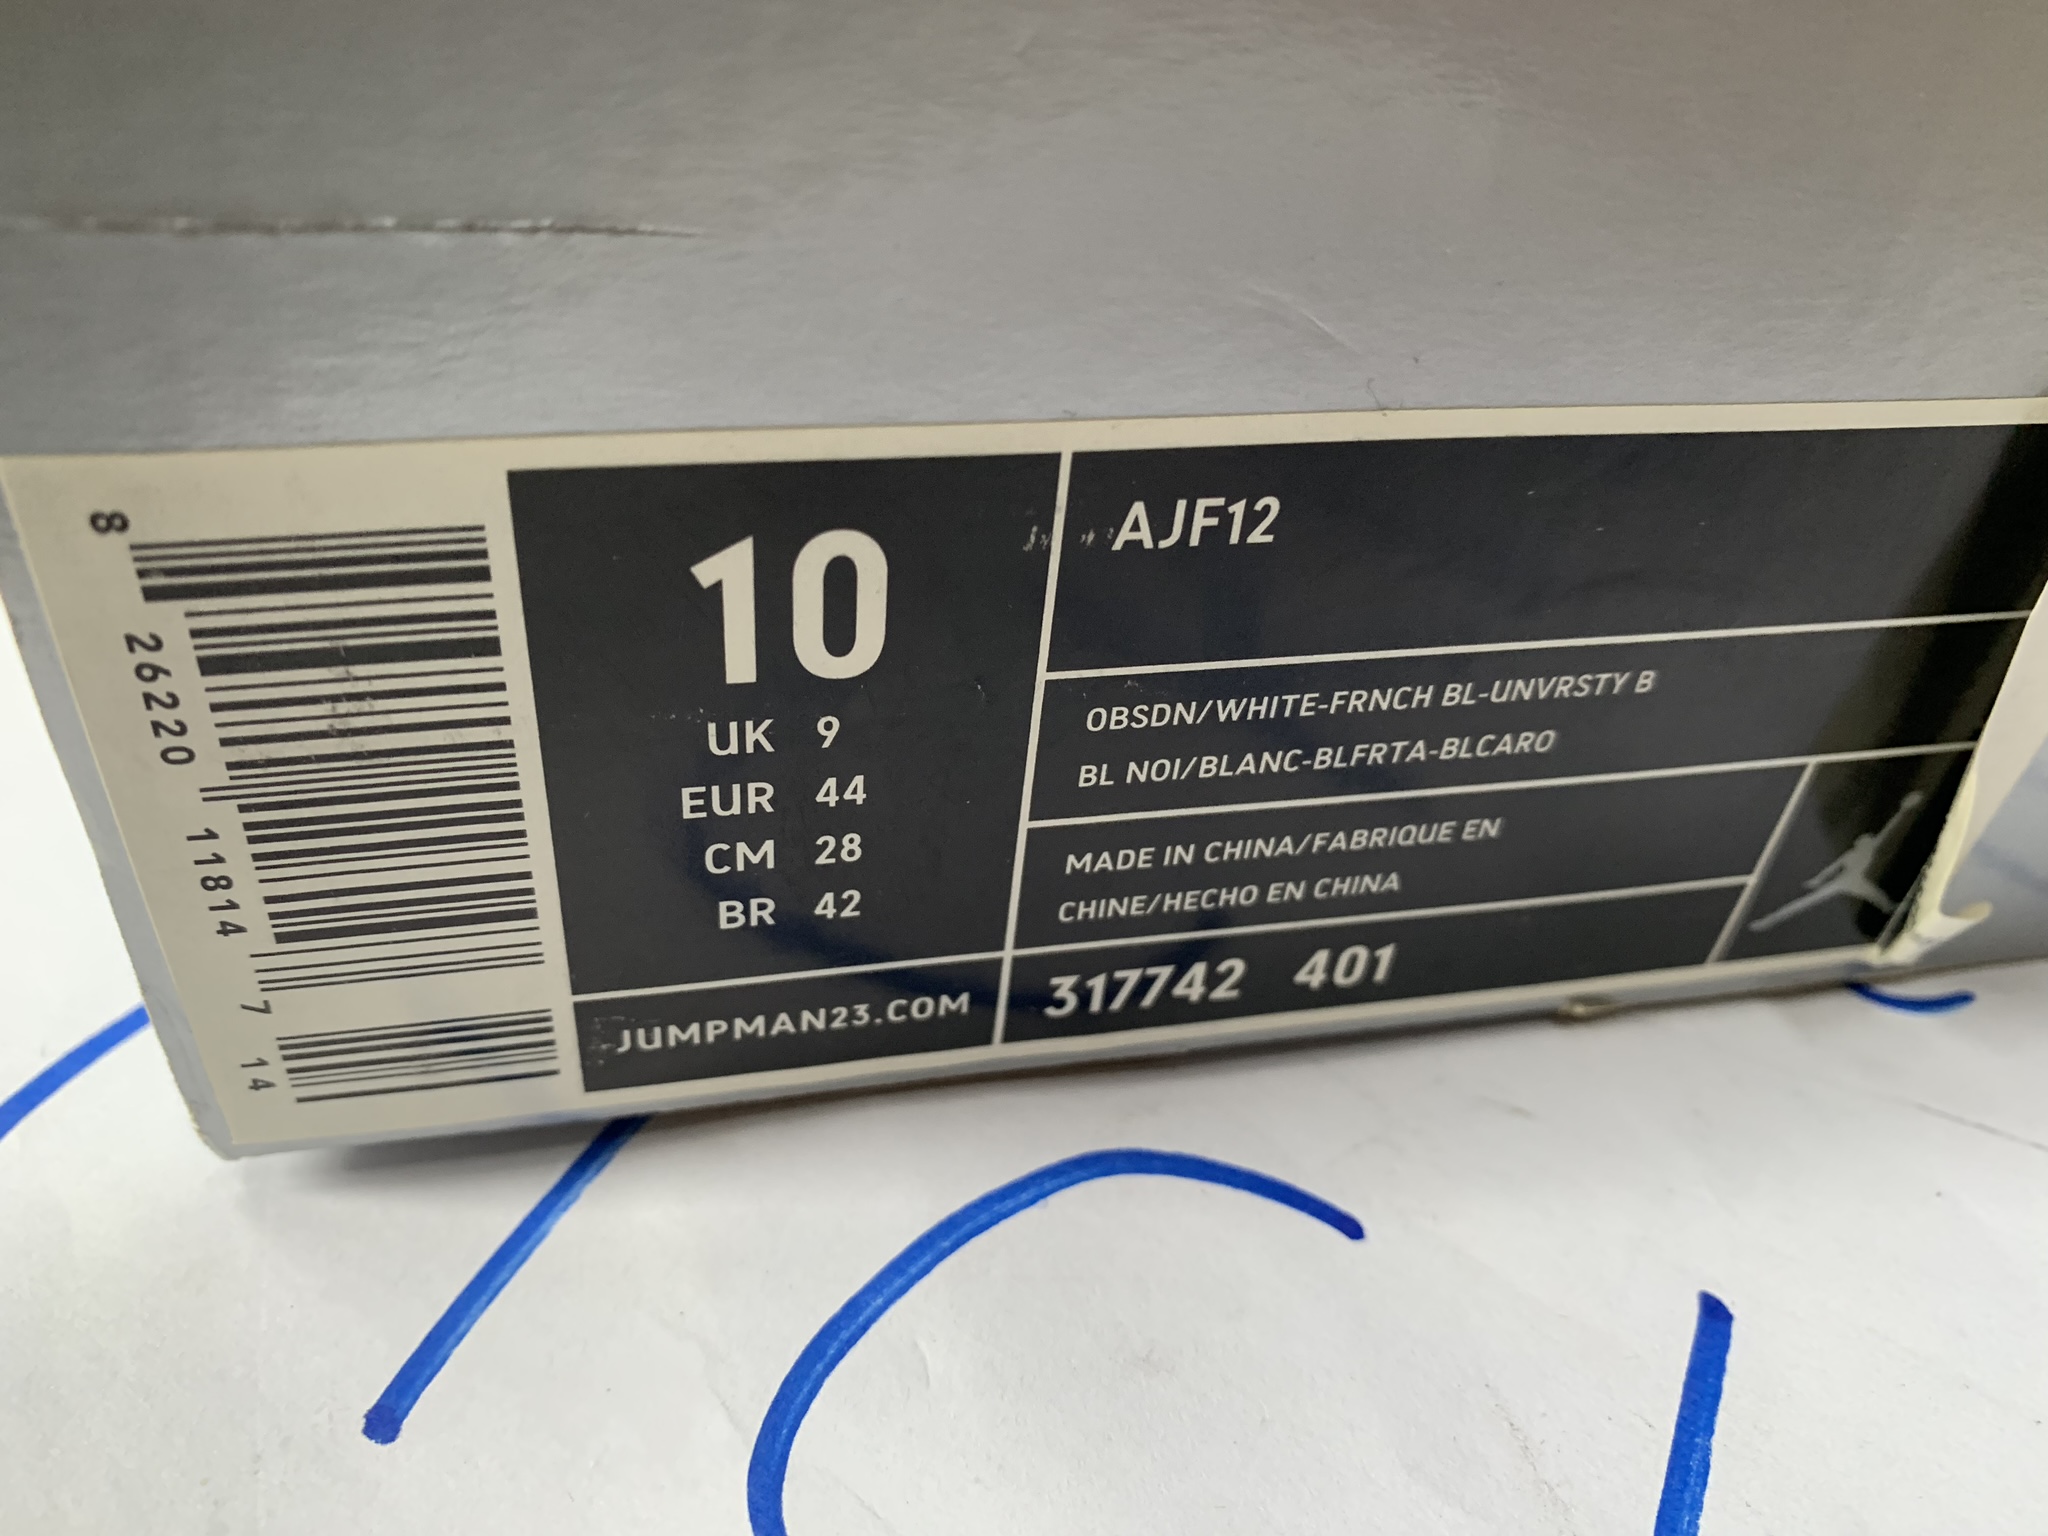 8 26220 11814 7 14
10
UK 9
EUR 44
CM 28
BR 42
JUMPMAN23.COM
AJF12
OBSDN/WHITE-FRNCH BL-UNVRSTY B
BL NOI/BLANC-BLFRTA-BLCARO
MADE IN CHINA/FABRIQUE EN
CHINE/HECHO EN CHINA
317742 401